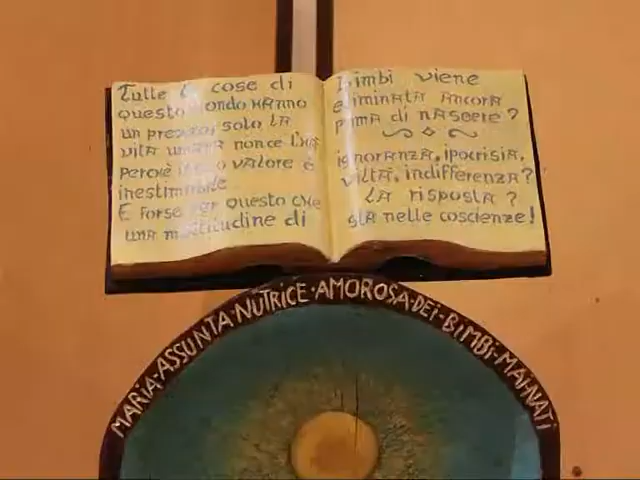 Tutte le cose di
questo mondo hanno
un prezzo, solo la
vita umana non ce l'ha
perchè il suo valore è
inestimabile
E forse per questo che
una moltitudine di
bimbi viene
eliminata ancora
prima di nascere?
ignoranza, ipocrisia,
viltà, indifferenza?
la risposta?
sta nelle coscienze!
MARIA·ASSUNTA·NUTRICE·AMOROSA·DEI·BIMBI·MAI·NATI